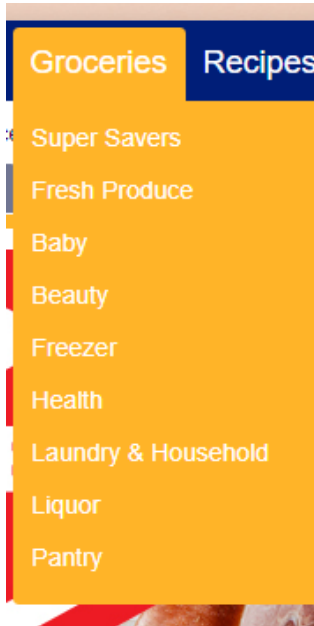 Groceries Recipes
Super Savers
Fresh Produce
Baby
Beauty
Freezer
Health
Laundry & Household
Liquor
Pantry